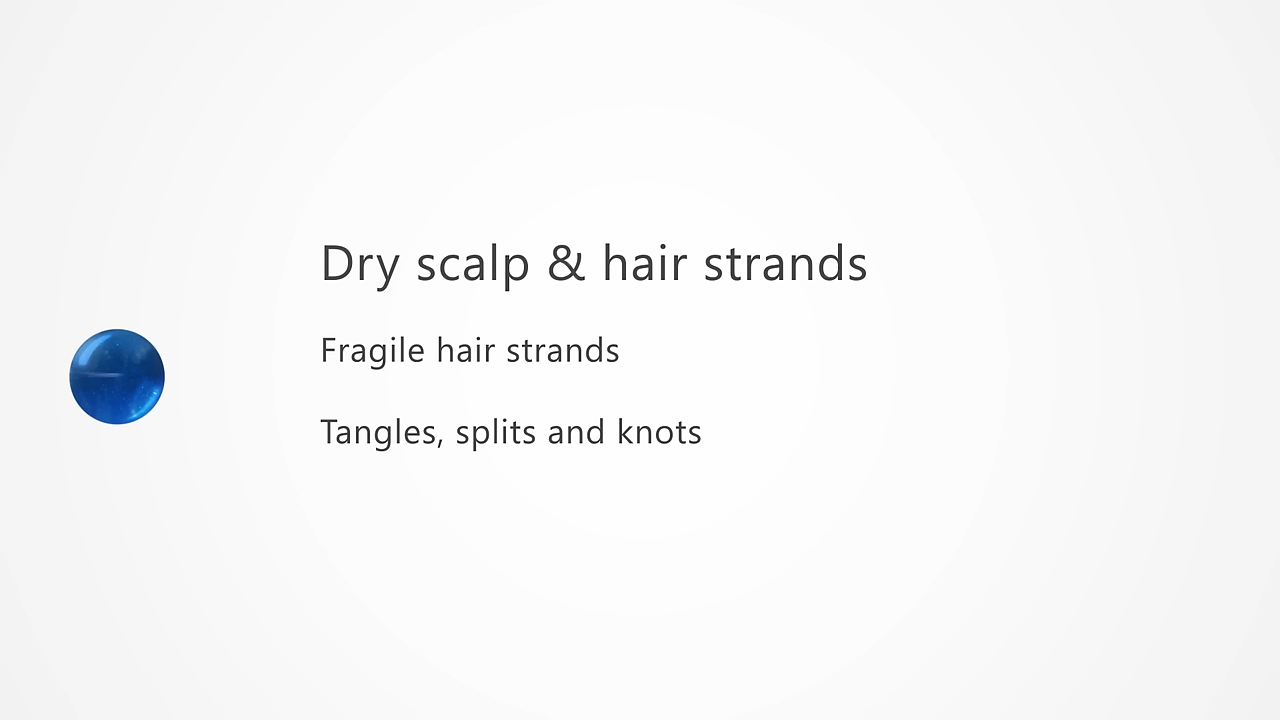 Dry scalp & hair strands
Fragile hair strands
Tangles, splits and knots